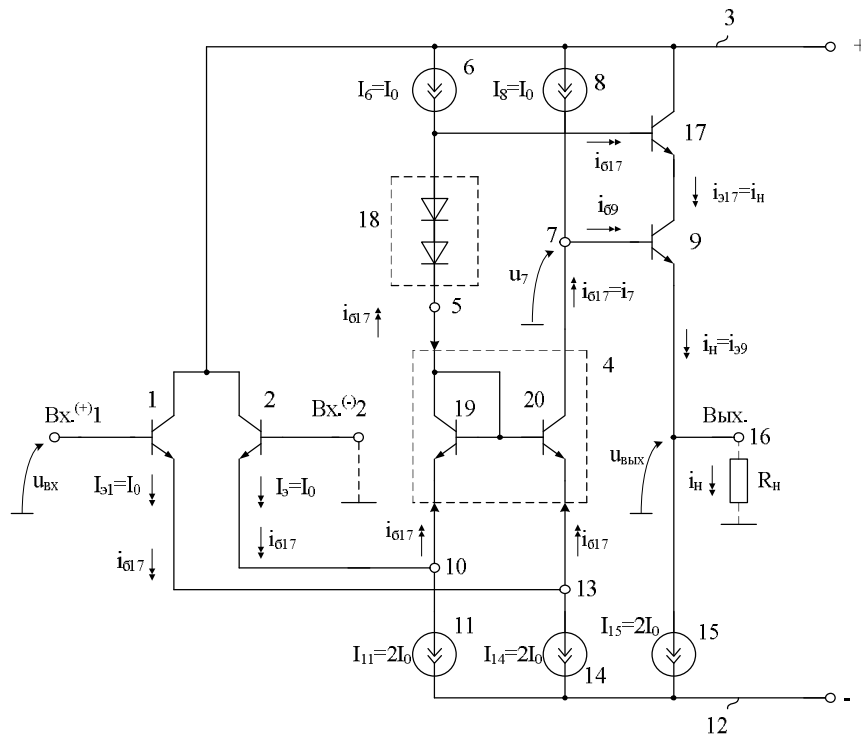 3
+
6
I₆=I₀
I₈=I₀
8
17
iб17
iэ17=iн
18
iб9
7
9
u₇
iб17
5
iб17=i₇
iн=iэ9
4
Вх.(+)1
1
2
Вх.(-)2
19
20
Вых.
16
uвх
Iэ1=I₀
Iэ=I₀
uвых
iн
Rн
iб17
iб17
iб17
iб17
10
13
11
I₁₁=2I₀
I₁₄=2I₀
14
I₁₅=2I₀
15
12
-